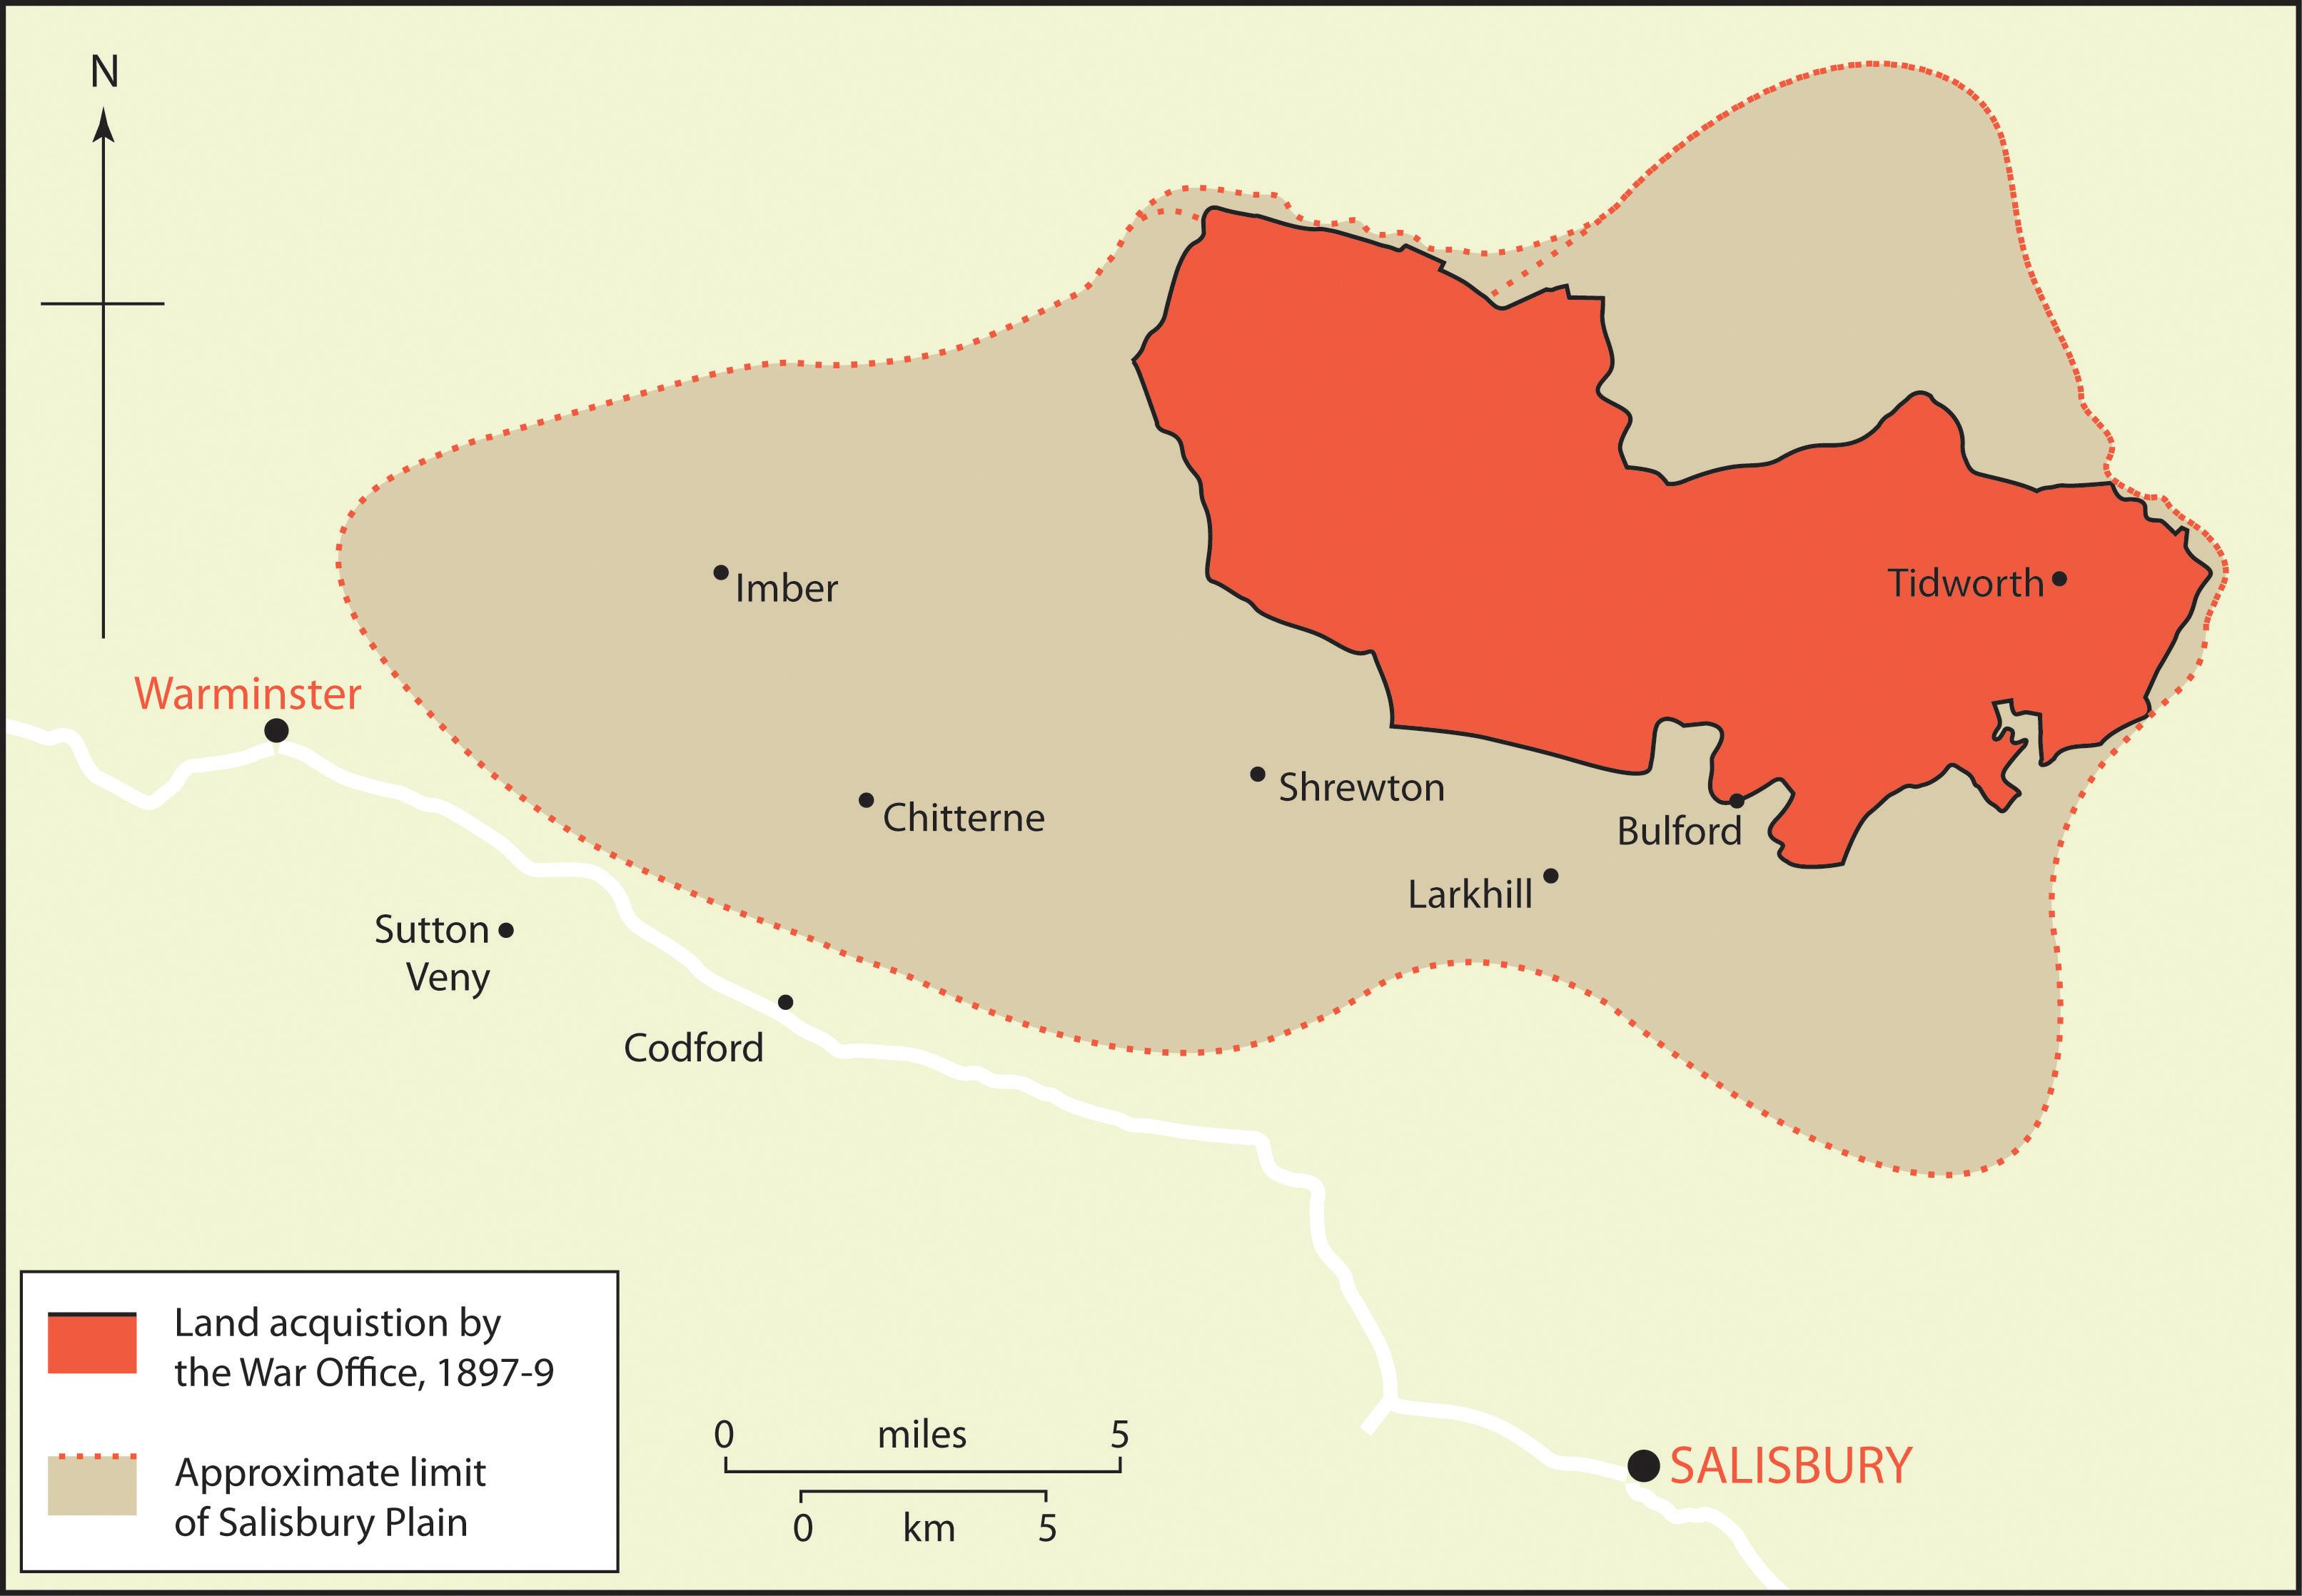 N
Imber
Tidworth
Warminster
Shrewton
Chitterne
Bulford
Larkhill
Sutton
Veny
Codford
Land acquistion by
the War Office, 1897-9
Approximate limit
of Salisbury Plain
0 miles 5
0 km 5
SALISBURY